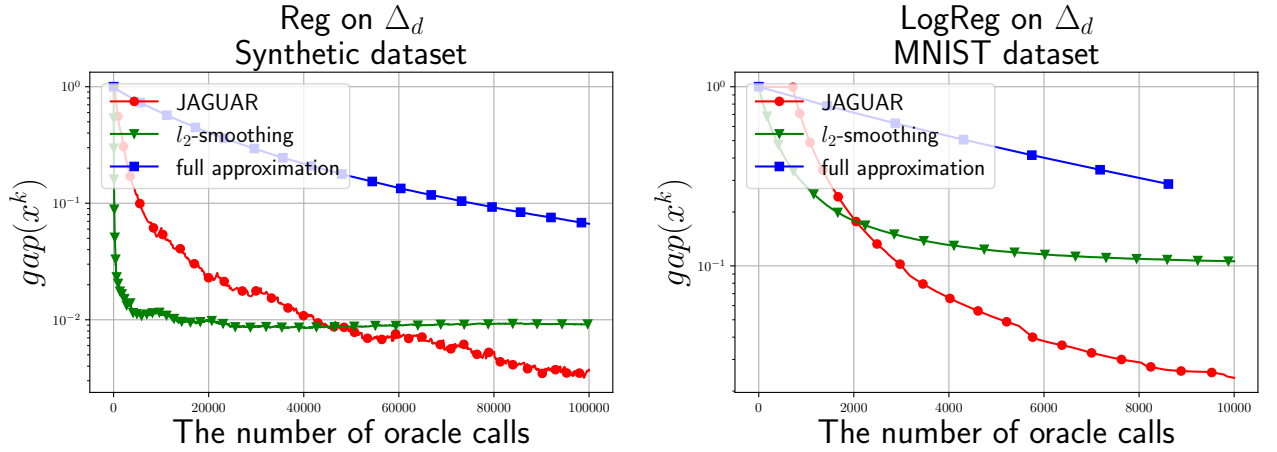 Reg on $\Delta_d$
Synthetic dataset
$10^0$
$10^{-1}$
$10^{-2}$
$gap(x^k)$
JAGUAR
$l_2$-smoothing
full approximation
0 20000 40000 60000 80000 100000
The number of oracle calls
LogReg on $\Delta_d$
MNIST dataset
$10^0$
$10^{-1}$
$gap(x^k)$
JAGUAR
$l_2$-smoothing
full approximation
0 2000 4000 6000 8000 10000
The number of oracle calls